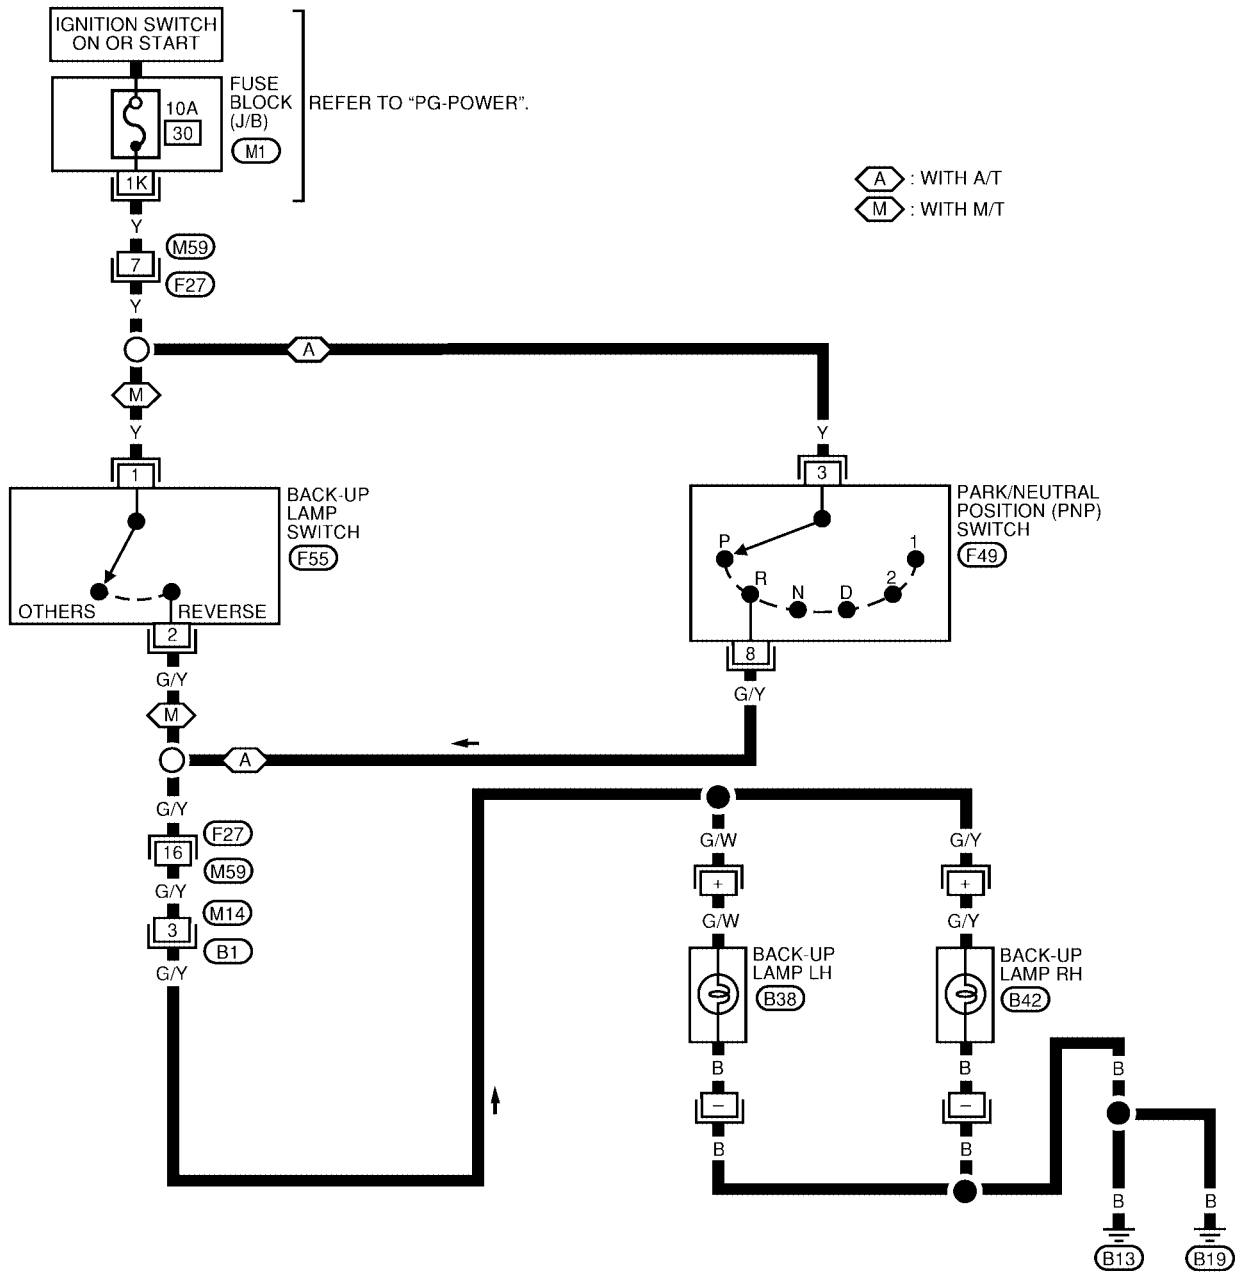 IGNITION SWITCH
ON OR START
FUSE
BLOCK
(J/B)
M1
10A
30
REFER TO “PG-POWER”.
1K
A : WITH A/T
M : WITH M/T
Y
M59
7
F27
Y
A
M
Y
Y
1
3
BACK-UP
LAMP
SWITCH
F55
OTHERS
REVERSE
PARK/NEUTRAL
POSITION (PNP)
SWITCH
F49
P
R
N
D
2
1
2
8
G/Y
G/Y
M
A
G/Y
F27
16
M59
G/Y
M14
3
B1
G/Y
G/W
G/Y
+
+
G/W
G/Y
BACK-UP
LAMP LH
B38
BACK-UP
LAMP RH
B42
B
B
B
–
–
B
B
B
B
B13
B19